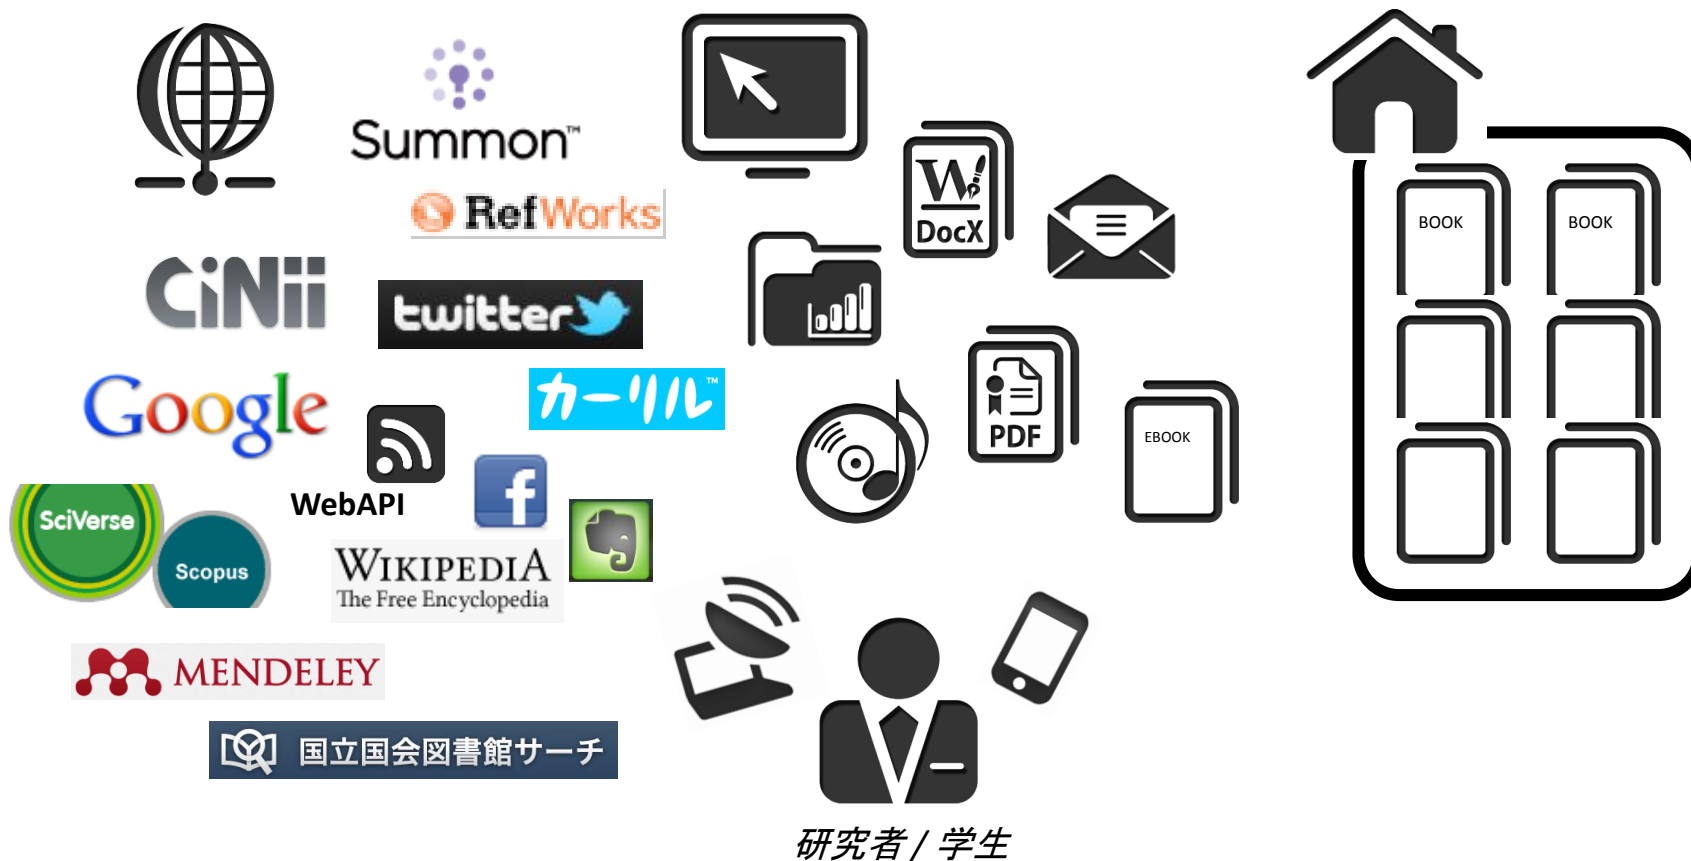 Summon™
RefWorks
CiNii
twitter
Google
カーリル™
WebAPI
f
SciVerse
Scopus
WIKIPEDIA
The Free Encyclopedia
MENDELEY
国立国会図書館サーチ
W
DocX
PDF
EBOOK
BOOK
BOOK
研究者 / 学生